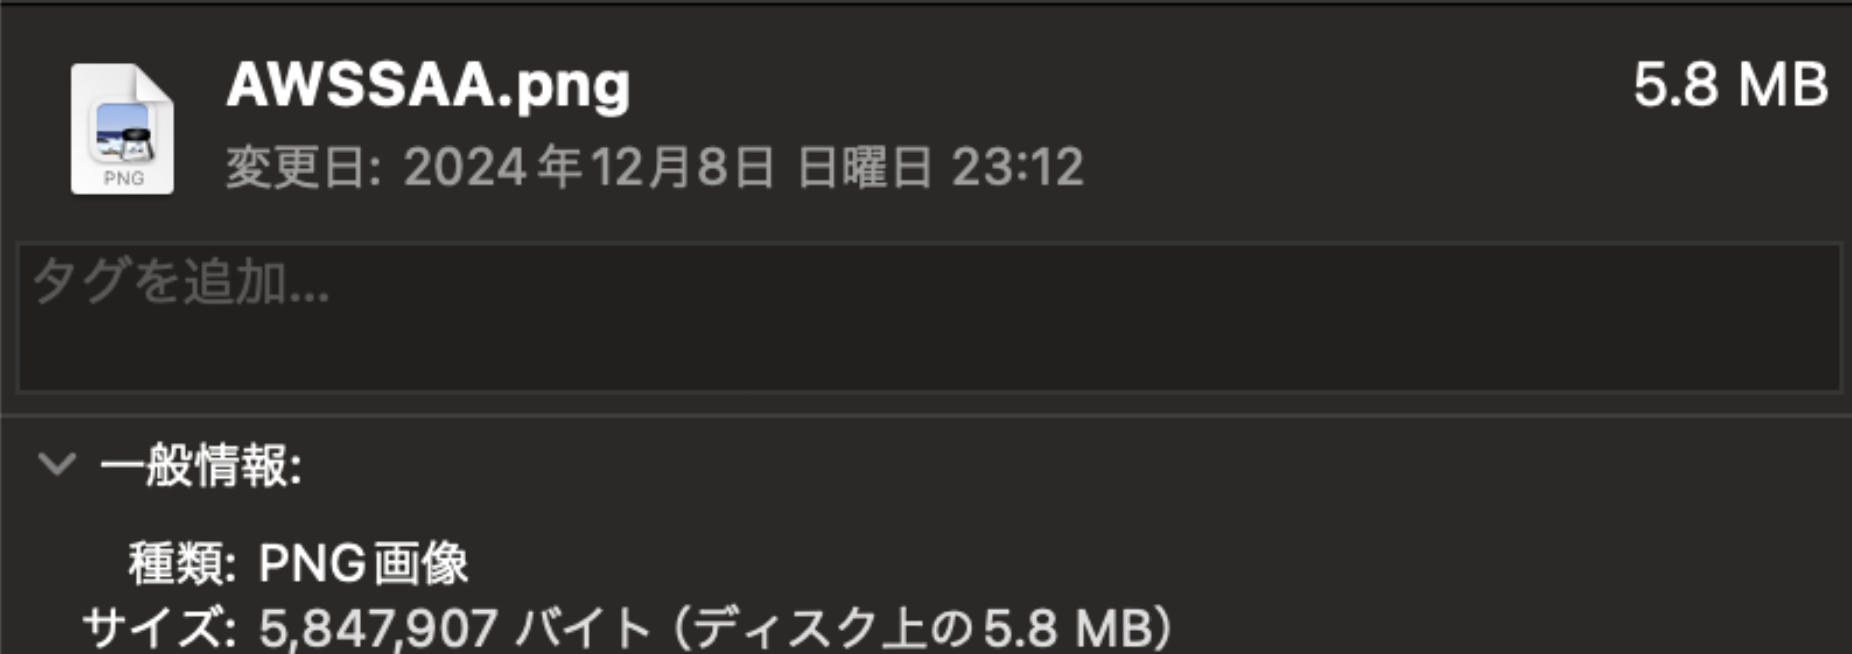 AWSSAA.png 5.8 MB
PNG
変更日: 2024年12月8日 日曜日 23:12
タグを追加...
一般情報:
種類: PNG画像
サイズ: 5,847,907 バイト (ディスク上の5.8 MB)